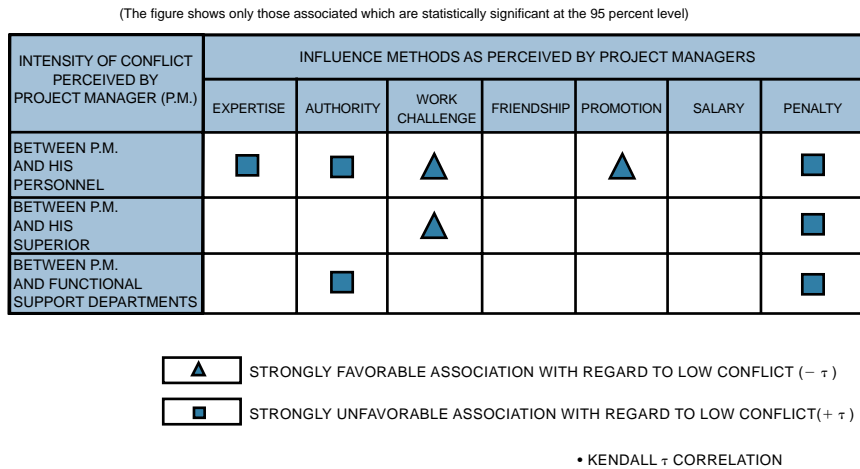 (The figure shows only those associated which are statistically significant at the 95 percent level)
INTENSITY OF CONFLICT
PERCEIVED BY
PROJECT MANAGER (P.M.)
INFLUENCE METHODS AS PERCEIVED BY PROJECT MANAGERS
EXPERTISE
AUTHORITY
WORK
CHALLENGE
FRIENDSHIP
PROMOTION
SALARY
PENALTY
BETWEEN P.M.
AND HIS
PERSONNEL
BETWEEN P.M.
AND HIS
SUPERIOR
BETWEEN P.M.
AND FUNCTIONAL
SUPPORT DEPARTMENTS
STRONGLY FAVORABLE ASSOCIATION WITH REGARD TO LOW CONFLICT (− τ )
STRONGLY UNFAVORABLE ASSOCIATION WITH REGARD TO LOW CONFLICT(+ τ )
• KENDALL τ CORRELATION